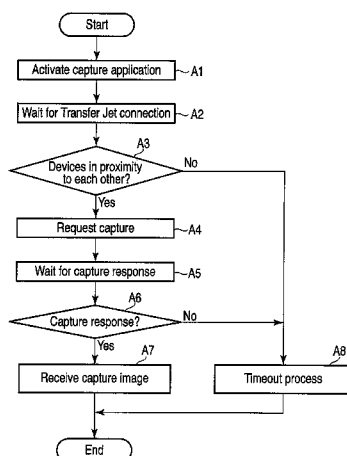 Start
Activate capture application
A1
Wait for Transfer Jet connection
A2
A3
Devices in proximity
to each other?
No
Yes
Request capture
A4
Wait for capture response
A5
A6
Capture response?
No
Yes
A7
Receive capture image
A8
Timeout process
End